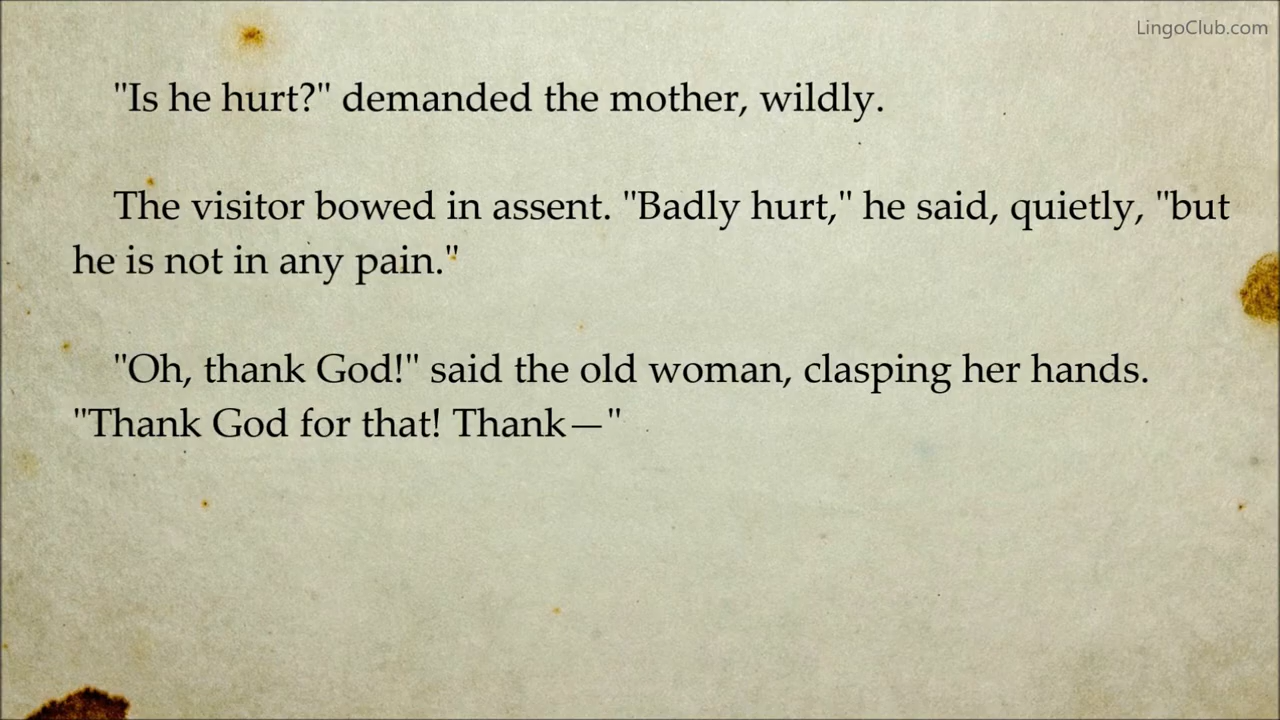 LingoClub.com
"Is he hurt?" demanded the mother, wildly.
The visitor bowed in assent. "Badly hurt," he said, quietly, "but
he is not in any pain."
"Oh, thank God!" said the old woman, clasping her hands.
"Thank God for that! Thank—"